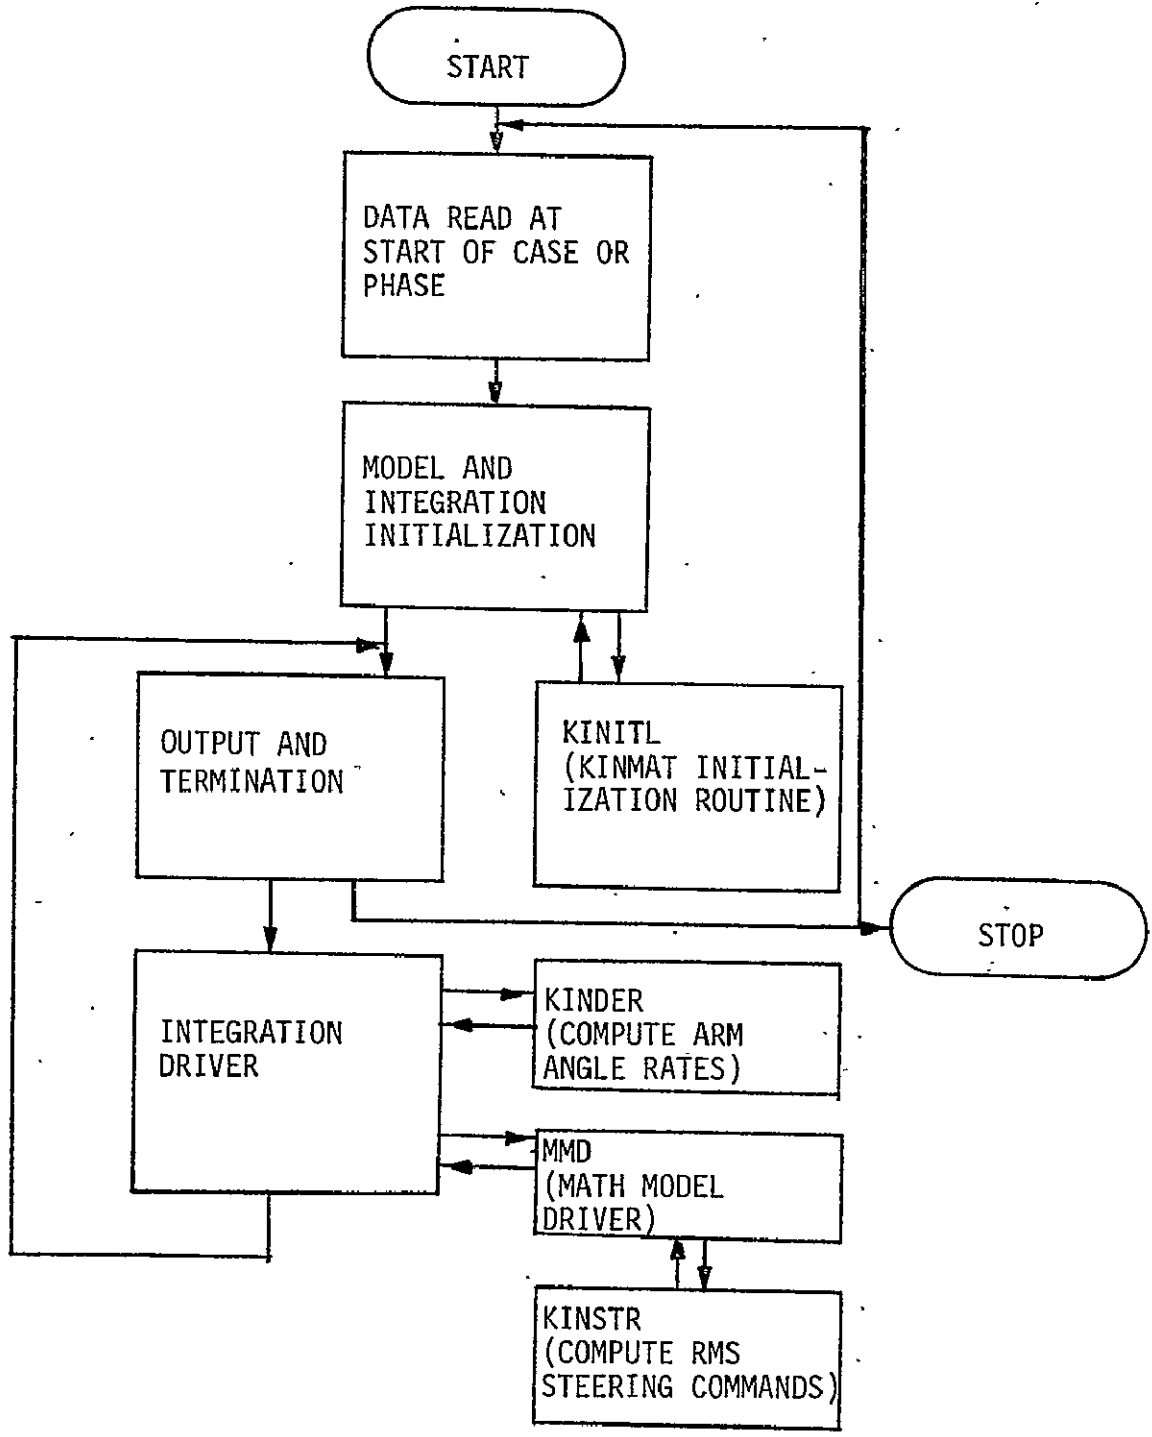 START
DATA READ AT
START OF CASE OR
PHASE
MODEL AND
INTEGRATION
INITIALIZATION
OUTPUT AND
TERMINATION
KINITL
(KINMAT INITIAL-
IZATION ROUTINE)
STOP
INTEGRATION
DRIVER
KINDER
(COMPUTE ARM
ANGLE RATES)
MMD
(MATH MODEL
DRIVER)
KINSTR
(COMPUTE RMS
STEERING COMMANDS)